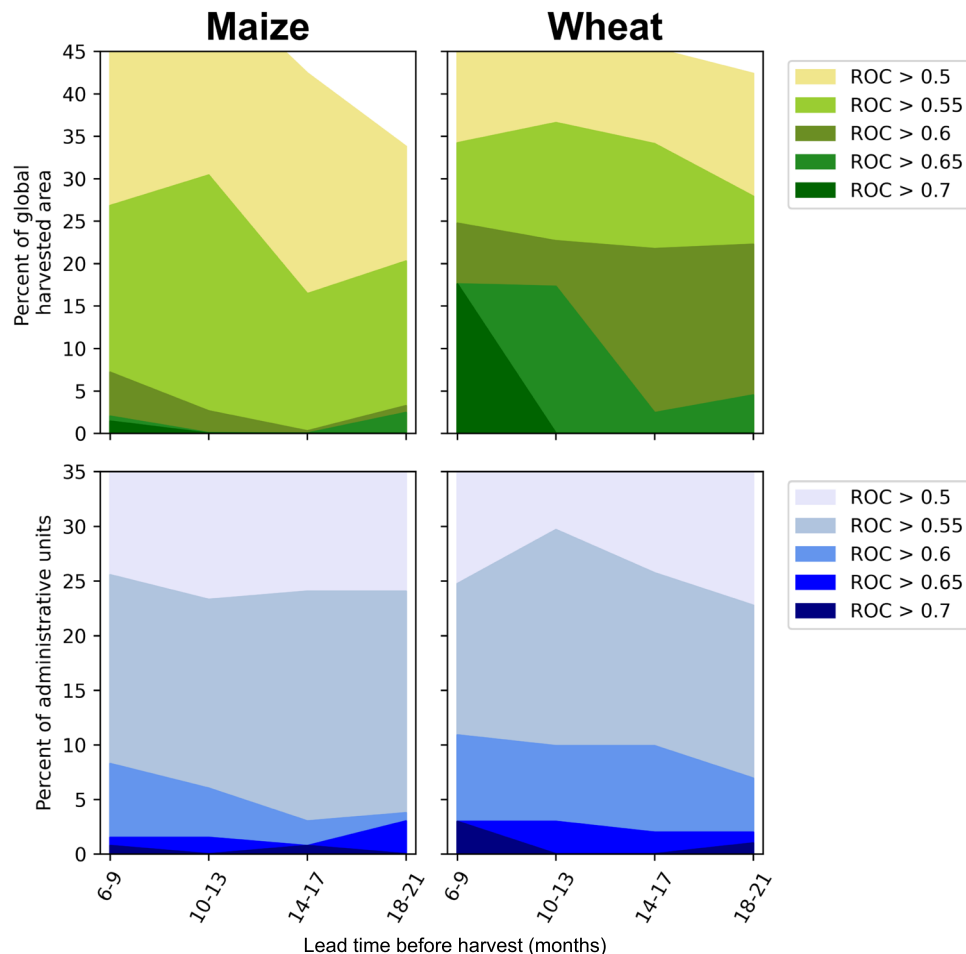 Maize
Wheat
Percent of global
harvested area
45
40
35
30
25
20
15
10
5
0
ROC > 0.5
ROC > 0.55
ROC > 0.6
ROC > 0.65
ROC > 0.7
Percent of administrative units
35
30
25
20
15
10
5
0
ROC > 0.5
ROC > 0.55
ROC > 0.6
ROC > 0.65
ROC > 0.7
6-9
10-13
14-17
18-21
6-9
10-13
14-17
18-21
Lead time before harvest (months)